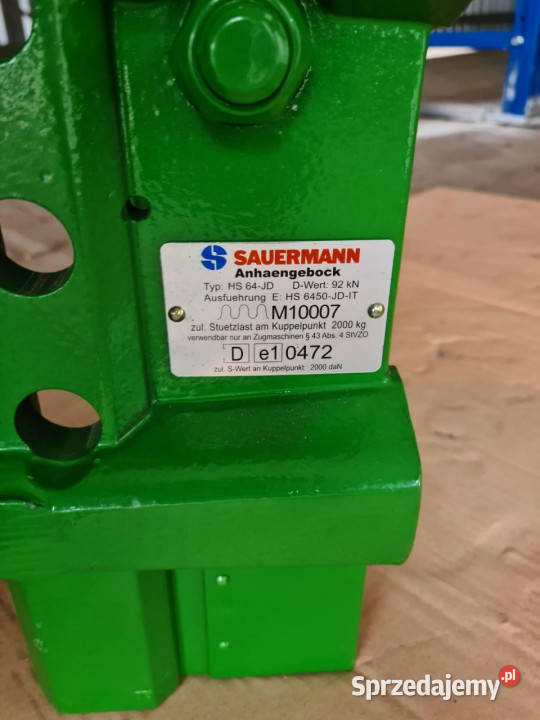 SAUERMANN
Anhaengebock
Typ: HS 64-JD D-Wert: 92 kN
Ausfuehrung E: HS 6450-JD-IT
M10007
zul. Stuetzlast am Kuppelpunkt 2000 kg
verwendbar nur an Zugmaschinen § 43 Abs. 4 StVZO
D e1 0472
zul. S-Wert an Kuppelpunkt: 2000 daN
Sprzedajemy.pl